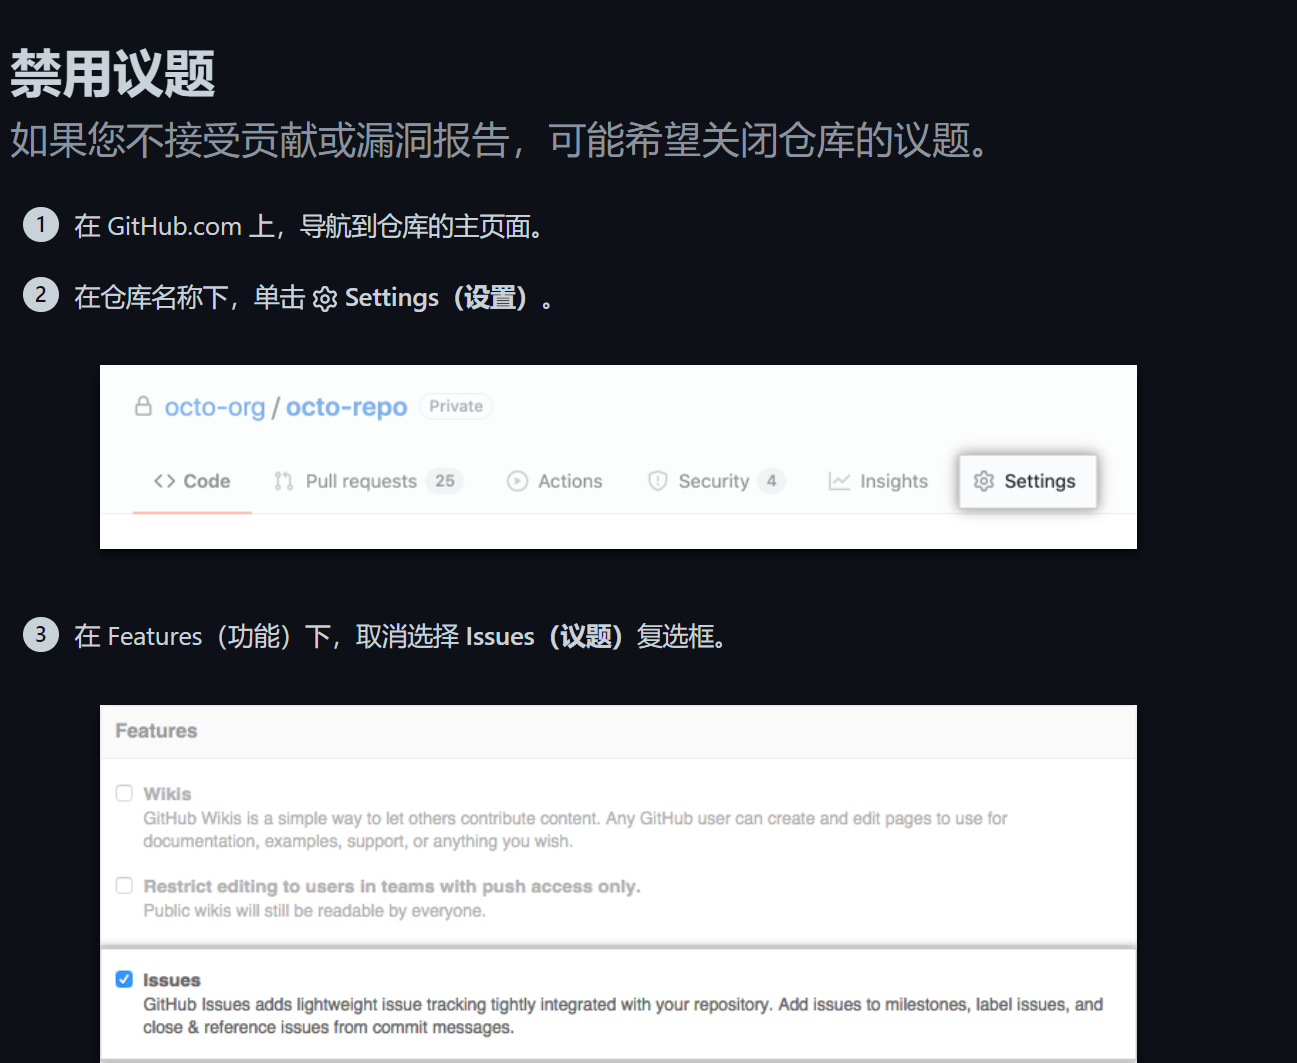 禁用议题
如果您不接受贡献或漏洞报告，可能希望关闭仓库的议题。
1 在 GitHub.com 上，导航到仓库的主页面。
2 在仓库名称下，单击 Settings（设置）。
octo-org / octo-repo Private
Code Pull requests 25 Actions Security 4 Insights Settings
3 在 Features（功能）下，取消选择 Issues（议题）复选框。
Features
Wikis
GitHub Wikis is a simple way to let others contribute content. Any GitHub user can create and edit pages to use for
documentation, examples, support, or anything you wish.
Restrict editing to users in teams with push access only.
Public wikis will still be readable by everyone.
Issues
GitHub Issues adds lightweight issue tracking tightly integrated with your repository. Add issues to milestones, label issues, and
close & reference issues from commit messages.